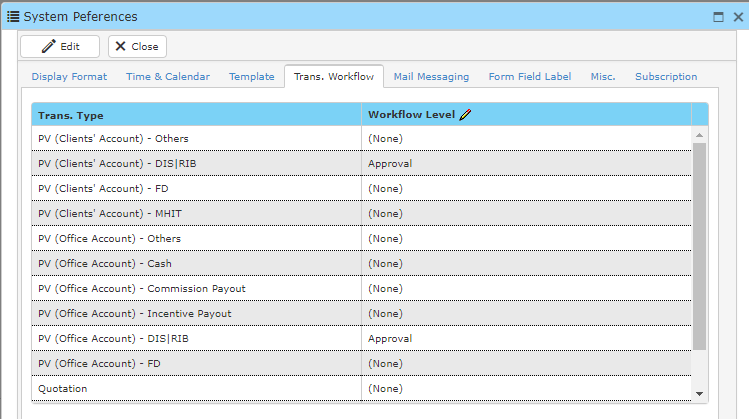 System Peferences
Edit Close
Display Format Time & Calendar Template Trans. Workflow Mail Messaging Form Field Label Misc. Subscription
Trans. Type Workflow Level
PV (Clients' Account) - Others (None)
PV (Clients' Account) - DIS|RIB Approval
PV (Clients' Account) - FD (None)
PV (Clients' Account) - MHIT (None)
PV (Office Account) - Others (None)
PV (Office Account) - Cash (None)
PV (Office Account) - Commission Payout (None)
PV (Office Account) - Incentive Payout (None)
PV (Office Account) - DIS|RIB Approval
PV (Office Account) - FD (None)
Quotation (None)